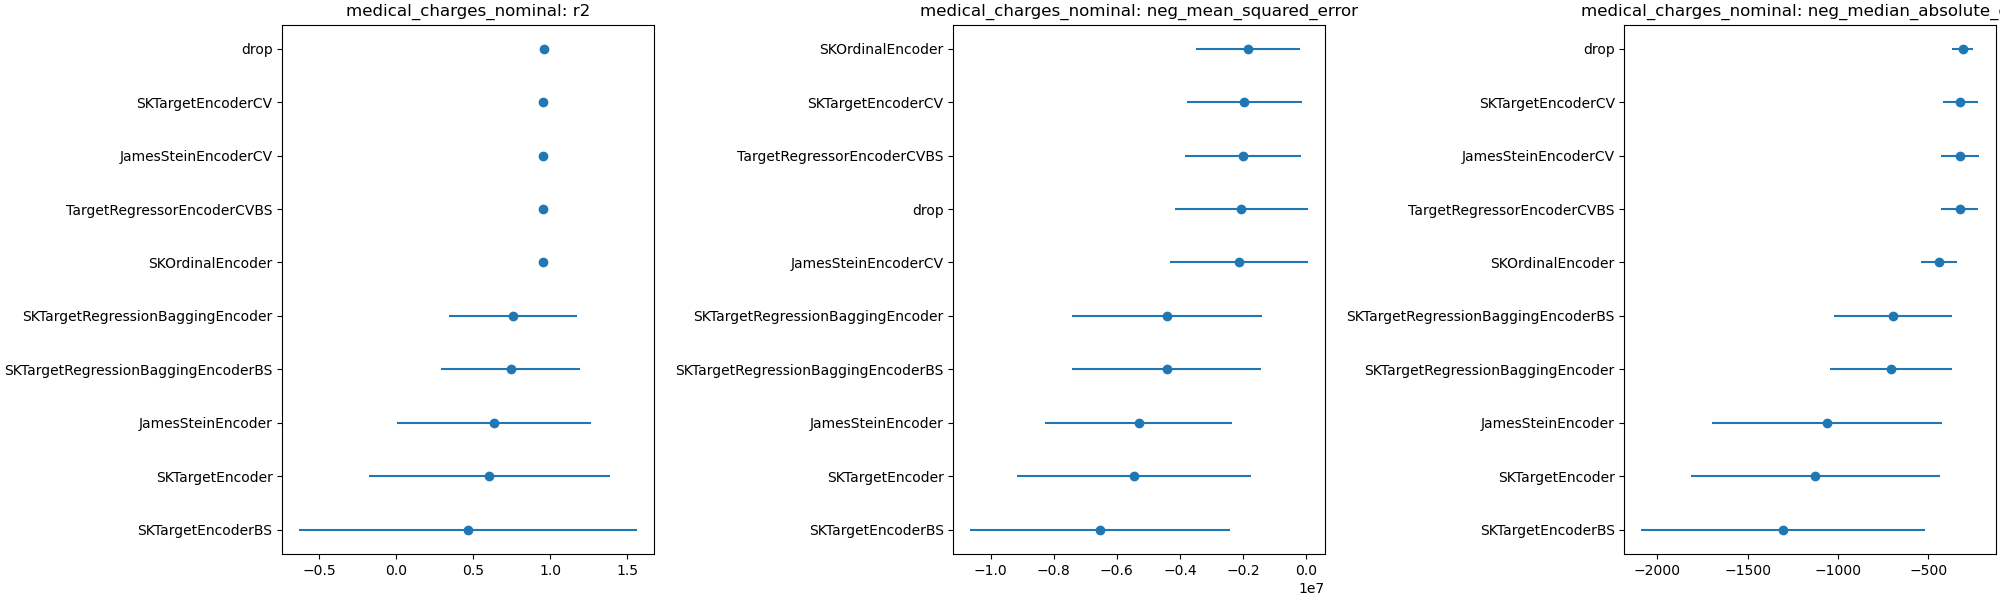 medical_charges_nominal: r2
drop
SKTargetEncoderCV
JamesSteinEncoderCV
TargetRegressorEncoderCVBS
SKOrdinalEncoder
SKTargetRegressionBaggingEncoder
SKTargetRegressionBaggingEncoderBS
JamesSteinEncoder
SKTargetEncoder
SKTargetEncoderBS
−0.5 0.0 0.5 1.0 1.5
medical_charges_nominal: neg_mean_squared_error
SKOrdinalEncoder
SKTargetEncoderCV
TargetRegressorEncoderCVBS
drop
JamesSteinEncoderCV
SKTargetRegressionBaggingEncoder
SKTargetRegressionBaggingEncoderBS
JamesSteinEncoder
SKTargetEncoder
SKTargetEncoderBS
−1.0 −0.8 −0.6 −0.4 −0.2 0.0
1e7
medical_charges_nominal: neg_median_absolute_
drop
SKTargetEncoderCV
JamesSteinEncoderCV
TargetRegressorEncoderCVBS
SKOrdinalEncoder
SKTargetRegressionBaggingEncoderBS
SKTargetRegressionBaggingEncoder
JamesSteinEncoder
SKTargetEncoder
SKTargetEncoderBS
−2000 −1500 −1000 −500